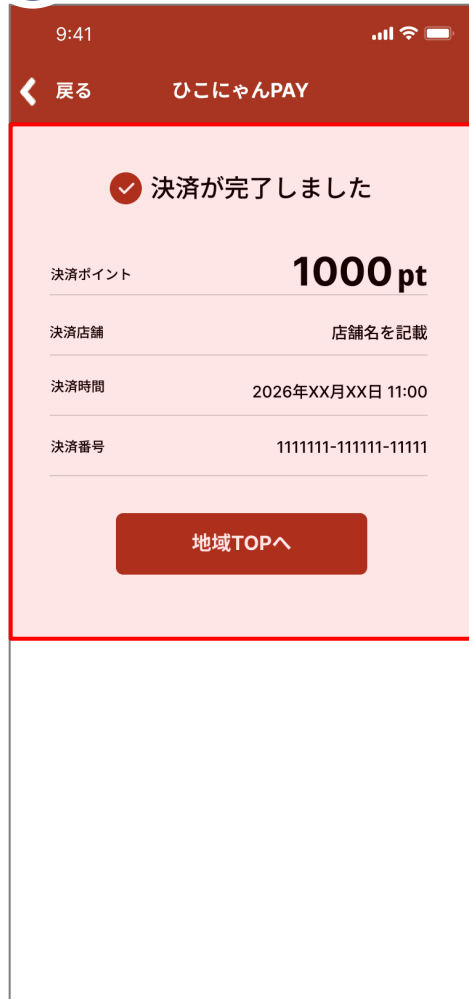 9:41
戻る ひこにゃんPAY
決済が完了しました
決済ポイント 1000 pt
決済店舗 店舗名を記載
決済時間 2026年XX月XX日 11:00
決済番号 1111111-111111-11111
地域TOPへ